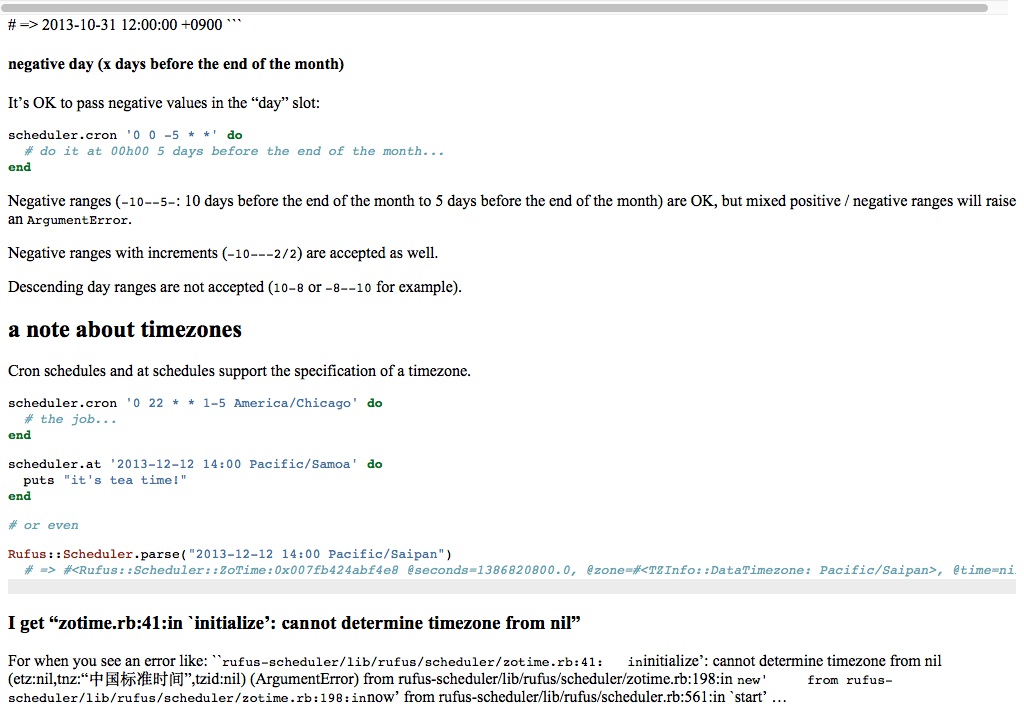 # => 2013-10-31 12:00:00 +0900 ```
negative day (x days before the end of the month)
It’s OK to pass negative values in the “day” slot:
scheduler.cron '0 0 -5 * *' do
  # do it at 00h00 5 days before the end of the month...
end
Negative ranges (-10--5-: 10 days before the end of the month to 5 days before the end of the month) are OK, but mixed positive / negative ranges will raise
an ArgumentError.
Negative ranges with increments (-10---2/2) are accepted as well.
Descending day ranges are not accepted (10-8 or -8--10 for example).
a note about timezones
Cron schedules and at schedules support the specification of a timezone.
scheduler.cron '0 22 * * 1-5 America/Chicago' do
  # the job...
end
scheduler.at '2013-12-12 14:00 Pacific/Samoa' do
  puts "it's tea time!"
end
# or even
Rufus::Scheduler.parse("2013-12-12 14:00 Pacific/Saipan")
  # => #<Rufus::Scheduler::ZoTime:0x007fb424abf4e8 @seconds=1386820800.0, @zone=#<TZInfo::DataTimezone: Pacific/Saipan>, @time=ni
I get “zotime.rb:41:in `initialize’: cannot determine timezone from nil”
For when you see an error like: ``rufus-scheduler/lib/rufus/scheduler/zotime.rb:41:   ininitialize’: cannot determine timezone from nil
(etz:nil,tnz:“中国标准时间”,tzid:nil) (ArgumentError) from rufus-scheduler/lib/rufus/scheduler/zotime.rb:198:in new'     from rufus-
scheduler/lib/rufus/scheduler/zotime.rb:198:innow’ from rufus-scheduler/lib/rufus/scheduler.rb:561:in `start’ …